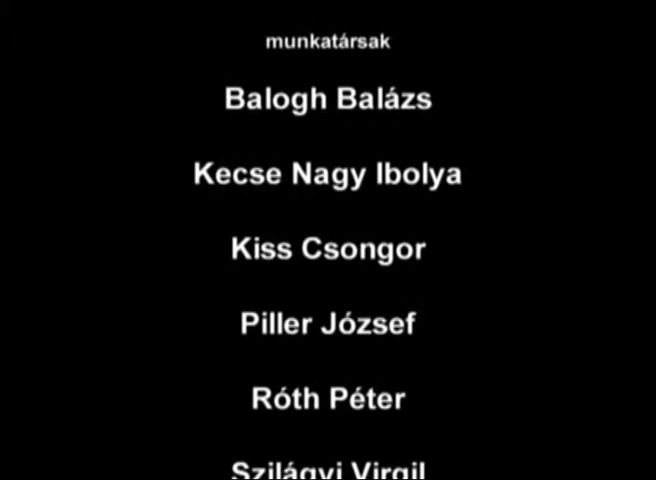 munkatársak
Balogh Balázs
Kecse Nagy Ibolya
Kiss Csongor
Piller József
Róth Péter
Szilágyi Virgil